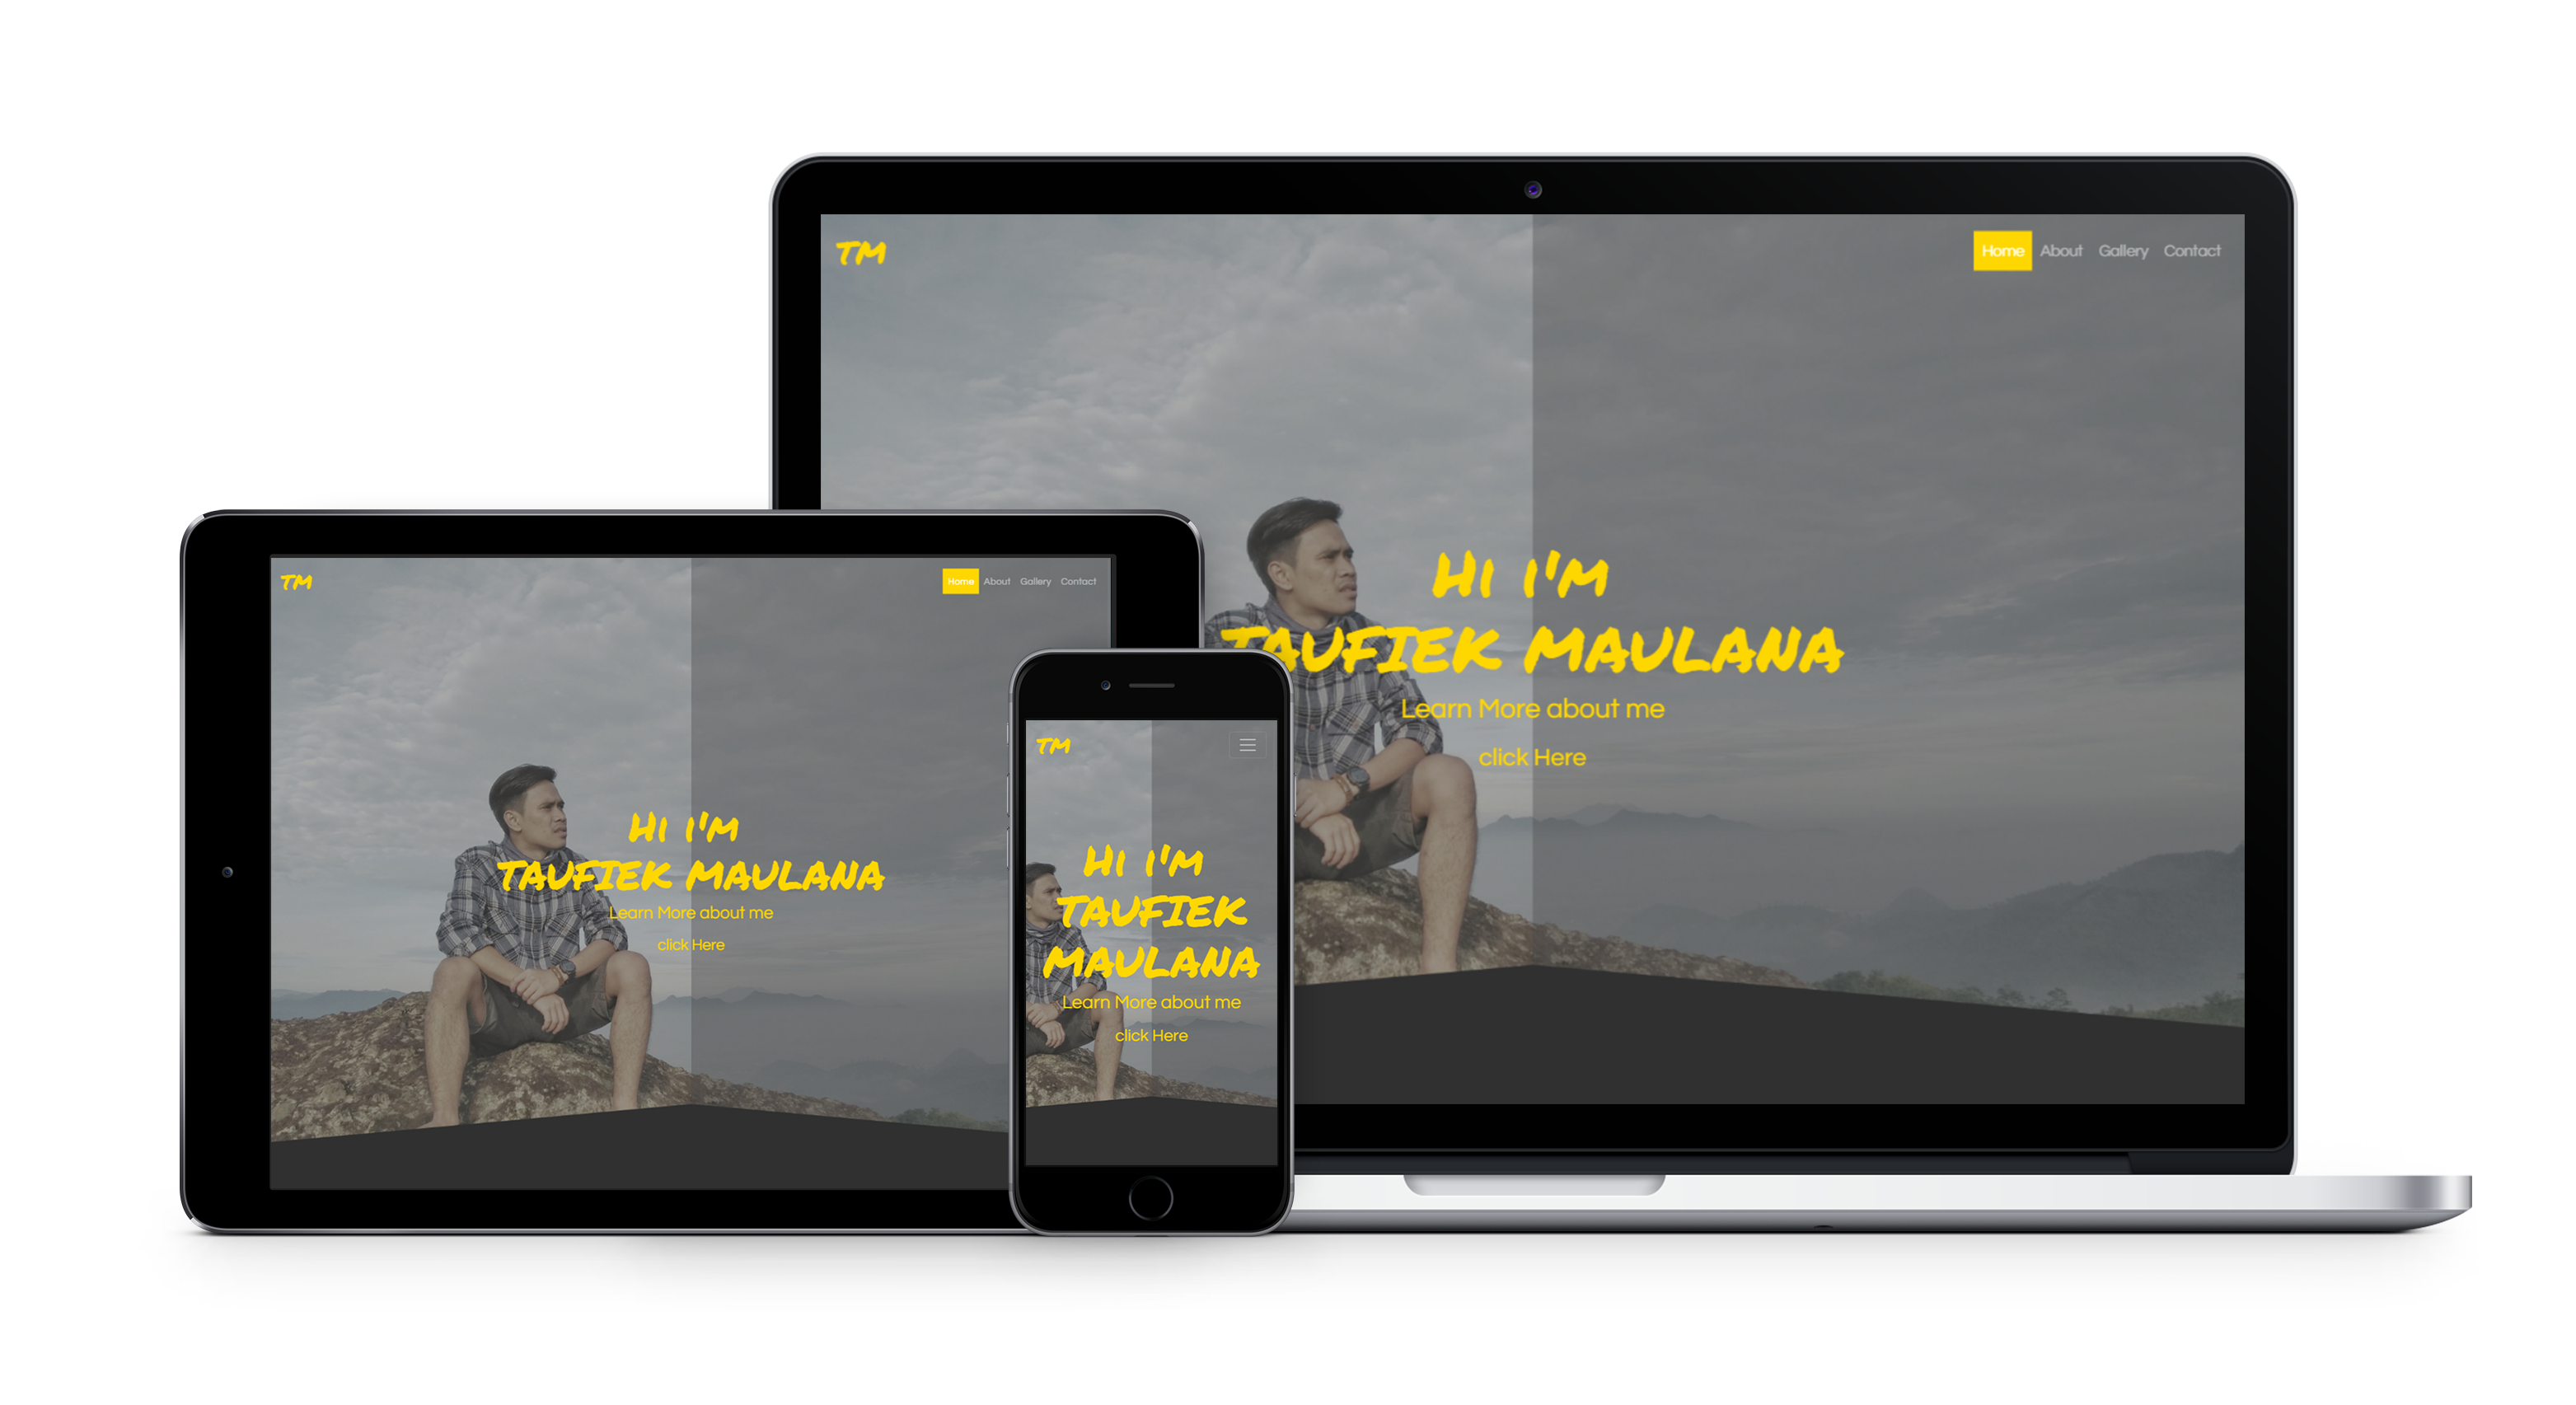 TM
Home About Gallery Contact
Hi i'm
TAUFIEK MAULANA
Learn More about me
click Here
TM
Home About Gallery Contact
Hi i'm
TAUFIEK MAULANA
Learn More about me
click Here
TM
Hi i'm
TAUFIEK
MAULANA
Learn More about me
click Here